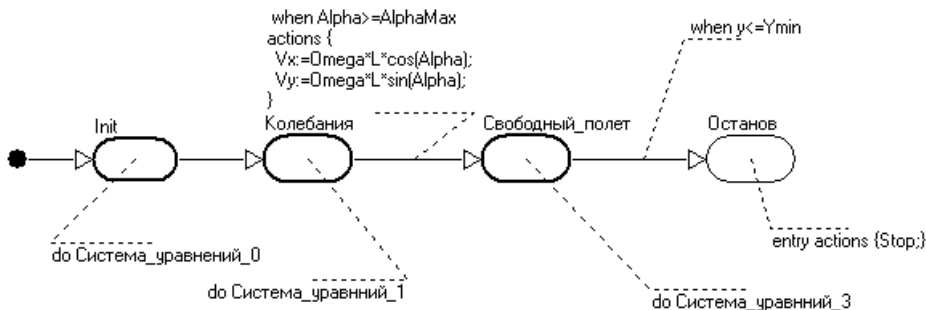 when Alpha>=AlphaMax
actions {
Vx:=Omega*L*cos(Alpha);
Vy:=Omega*L*sin(Alpha);
}
when y<=Ymin
Init
Колебания
Свободный_полет
Останов
do Система_уравнений_0
do Система_уравнний_1
do Система_уравнний_3
entry actions {Stop;}